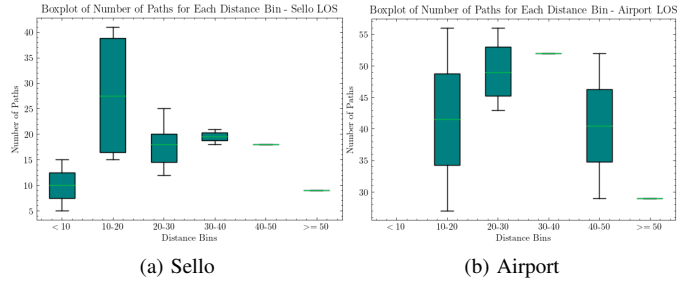 Boxplot of Number of Paths for Each Distance Bin - Sello LOS
40
35
30
25
20
15
10
5
Number of Paths
< 10 10-20 20-30 30-40 40-50 >= 50
Distance Bins
(a) Sello
Boxplot of Number of Paths for Each Distance Bin - Airport LOS
55
50
45
40
35
30
Number of Paths
< 10 10-20 20-30 30-40 40-50 >= 50
Distance Bins
(b) Airport